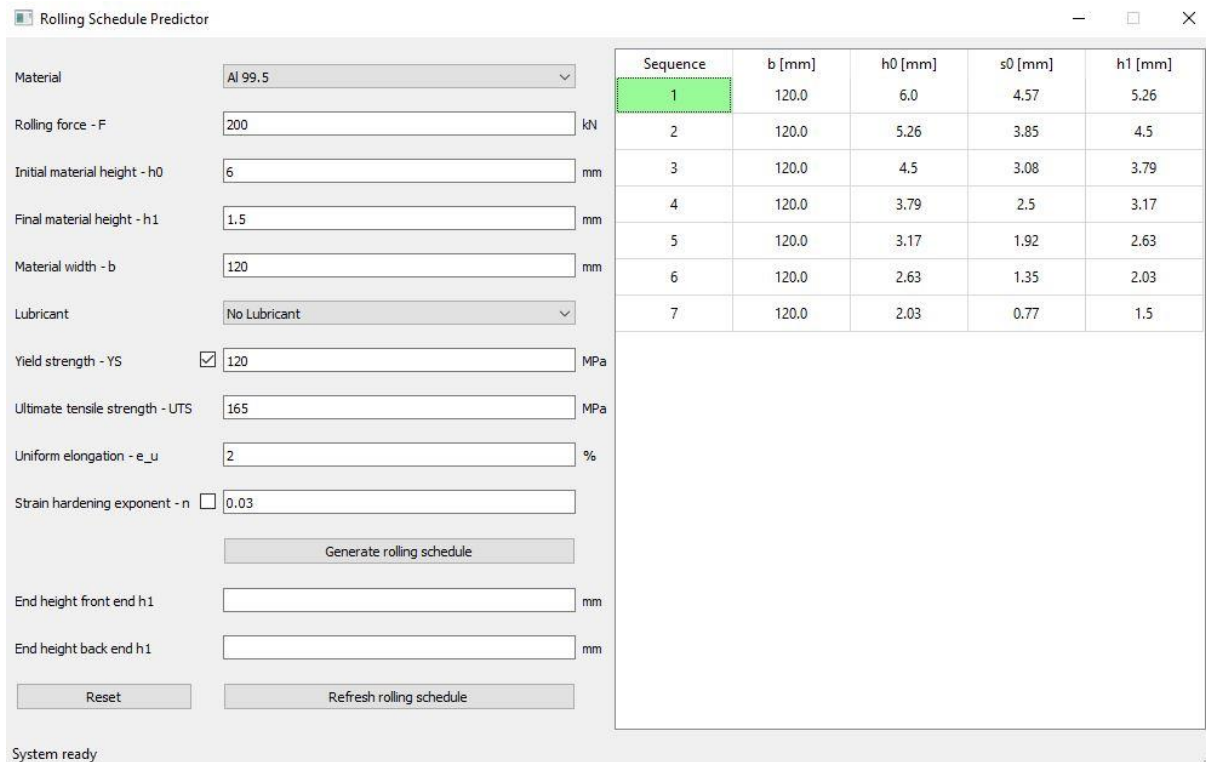 Rolling Schedule Predictor
Material Al 99.5
Rolling force - F 200 kN
Initial material height - h0 6 mm
Final material height - h1 1.5 mm
Material width - b 120 mm
Lubricant No Lubricant
Yield strength - YS 120 MPa
Ultimate tensile strength - UTS 165 MPa
Uniform elongation - e_u 2 %
Strain hardening exponent - n 0.03
Generate rolling schedule
End height front end h1 mm
End height back end h1 mm
Reset Refresh rolling schedule
System ready
Sequence b [mm] h0 [mm] s0 [mm] h1 [mm]
1 120.0 6.0 4.57 5.26
2 120.0 5.26 3.85 4.5
3 120.0 4.5 3.08 3.79
4 120.0 3.79 2.5 3.17
5 120.0 3.17 1.92 2.63
6 120.0 2.63 1.35 2.03
7 120.0 2.03 0.77 1.5